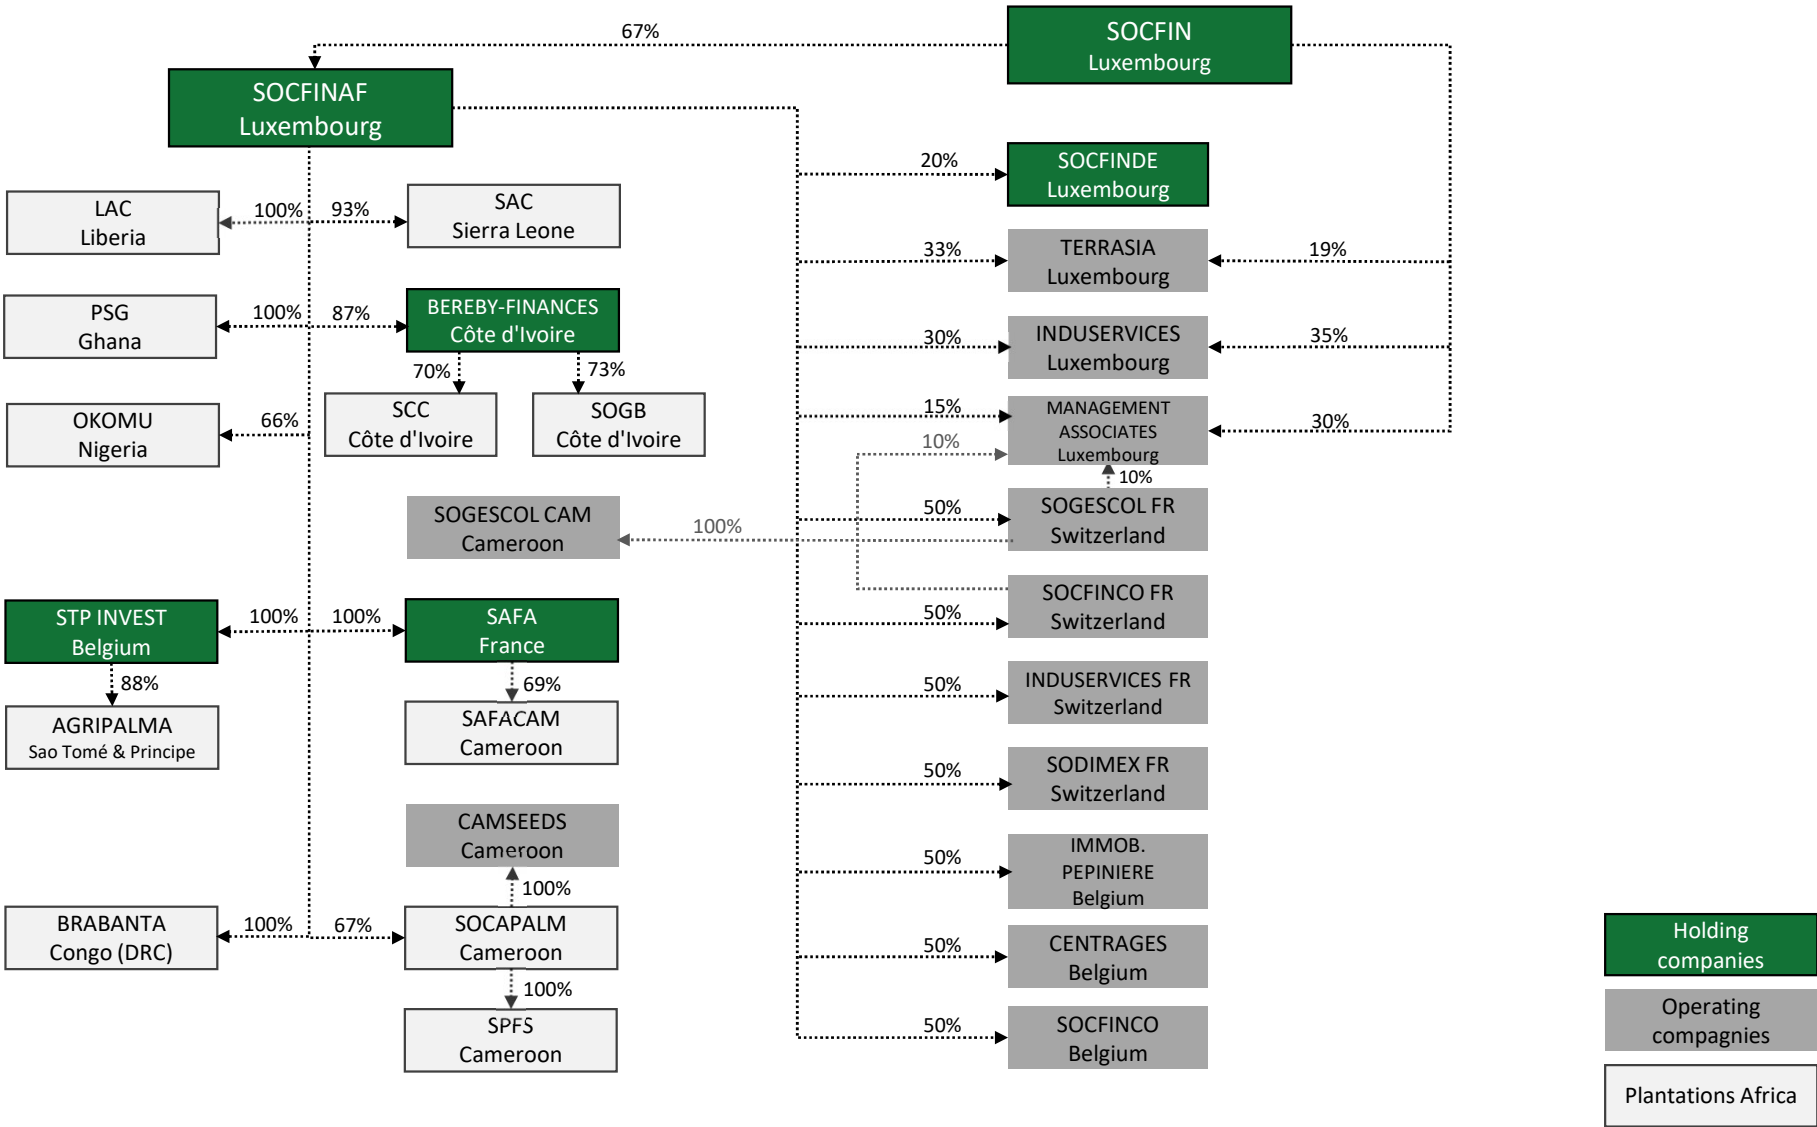 67%
SOCFIN
Luxembourg
SOCFINAF
Luxembourg
20%
SOCFINDE
Luxembourg
LAC
Liberia
100%
93%
SAC
Sierra Leone
33%
TERRASIA
Luxembourg
19%
PSG
Ghana
100%
87%
BEREBY-FINANCES
Côte d'Ivoire
30%
INDUSERVICES
Luxembourg
35%
70%
73%
OKOMU
Nigeria
66%
SCC
Côte d'Ivoire
SOGB
Côte d'Ivoire
15%
10%
MANAGEMENT
ASSOCIATES
Luxembourg
30%
10%
SOGESCOL CAM
Cameroon
100%
50%
SOGESCOL FR
Switzerland
STP INVEST
Belgium
100%
100%
SAFA
France
50%
SOCFINCO FR
Switzerland
88%
69%
50%
INDUSERVICES FR
Switzerland
AGRIPALMA
Sao Tomé & Principe
SAFACAM
Cameroon
50%
SODIMEX FR
Switzerland
CAMSEEDS
Cameroon
100%
50%
IMMOB.
PEPINIERE
Belgium
BRABANTA
Congo (DRC)
100%
67%
SOCAPALM
Cameroon
50%
CENTRAGES
Belgium
100%
SPFS
Cameroon
50%
SOCFINCO
Belgium
Holding
companies
Operating
compagnies
Plantations Africa